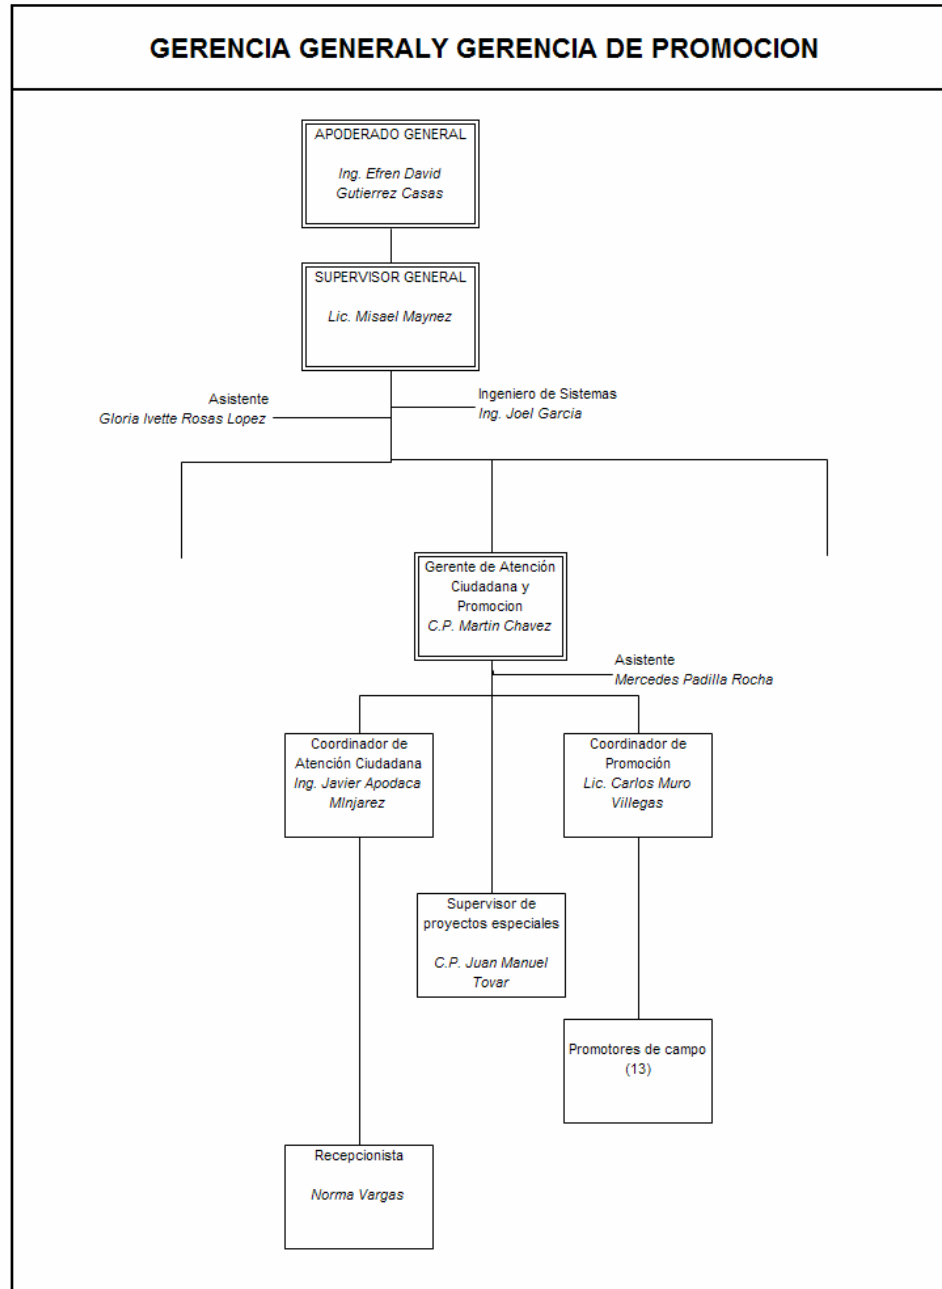 GERENCIA GENERALY GERENCIA DE PROMOCION
APODERADO GENERAL
Ing. Efren David
Gutierrez Casas
SUPERVISOR GENERAL
Lic. Misael Maynez
Asistente
Gloria Ivette Rosas Lopez
Ingeniero de Sistemas
Ing. Joel Garcia
Gerente de Atención
Ciudadana y
Promocion
C.P. Martin Chavez
Asistente
Mercedes Padilla Rocha
Coordinador de
Atención Ciudadana
Ing. Javier Apodaca
MInjarez
Coordinador de
Promoción
Lic. Carlos Muro
Villegas
Supervisor de
proyectos especiales
C.P. Juan Manuel
Tovar
Promotores de campo
(13)
Recepcionista
Norma Vargas